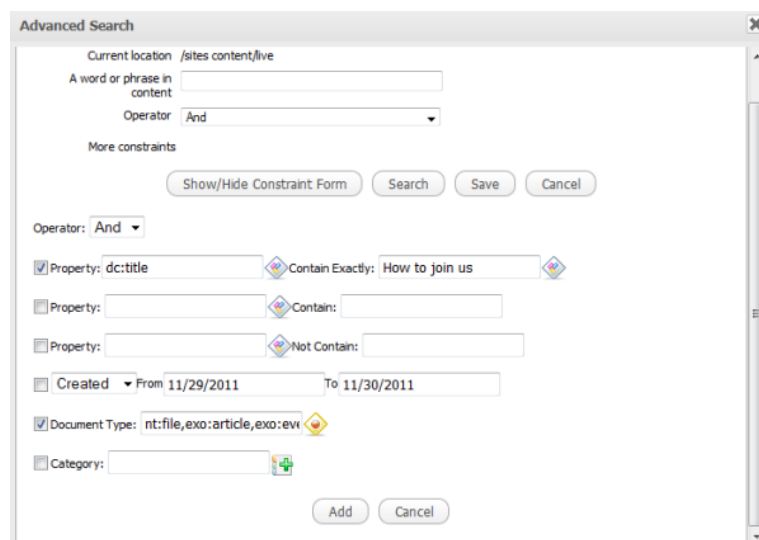 Advanced Search
Current location /sites content/live
A word or phrase in
content
Operator And
More constraints
Show/Hide Constraint Form Search Save Cancel
Operator: And
Property: dc:title Contain Exactly: How to join us
Property: Contain:
Property: Not Contain:
Created From 11/29/2011 To 11/30/2011
Document Type: nt:file,exo:article,exo:eve
Category:
Add Cancel